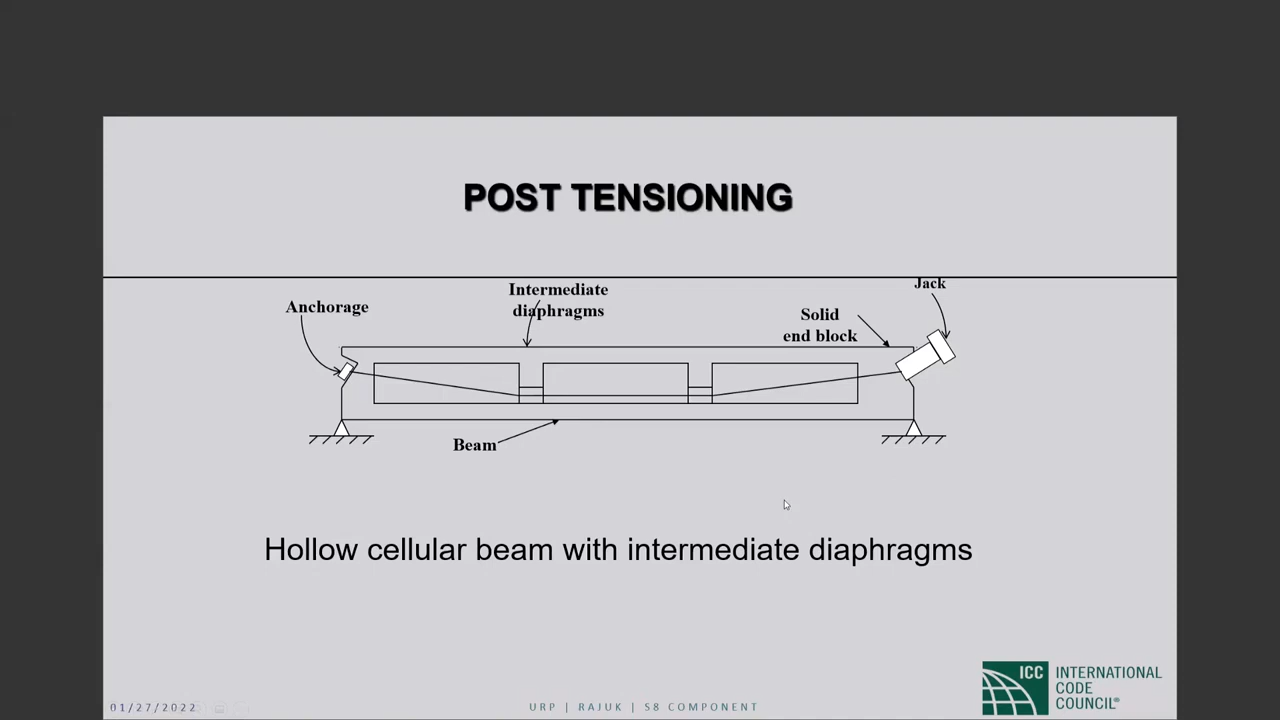 POST TENSIONING
Anchorage
Intermediate
diaphragms
Solid
end block
Jack
Beam
Hollow cellular beam with intermediate diaphragms
ICC INTERNATIONAL
CODE
COUNCIL®
01/27/2022
URP | RAJUK | S8 COMPONENT